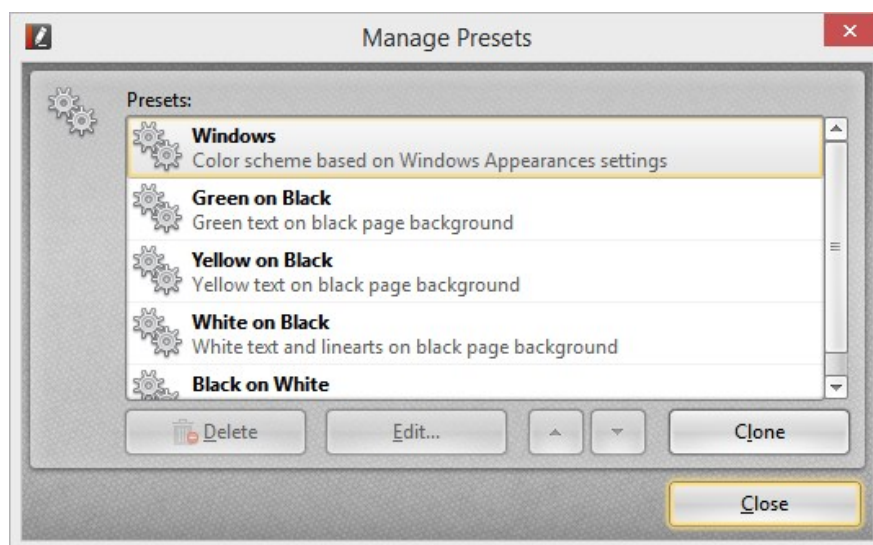 Manage Presets
Presets:
Windows
Color scheme based on Windows Appearances settings
Green on Black
Green text on black page background
Yellow on Black
Yellow text on black page background
White on Black
White text and linearts on black page background
Black on White
Delete Edit... Clone
Close